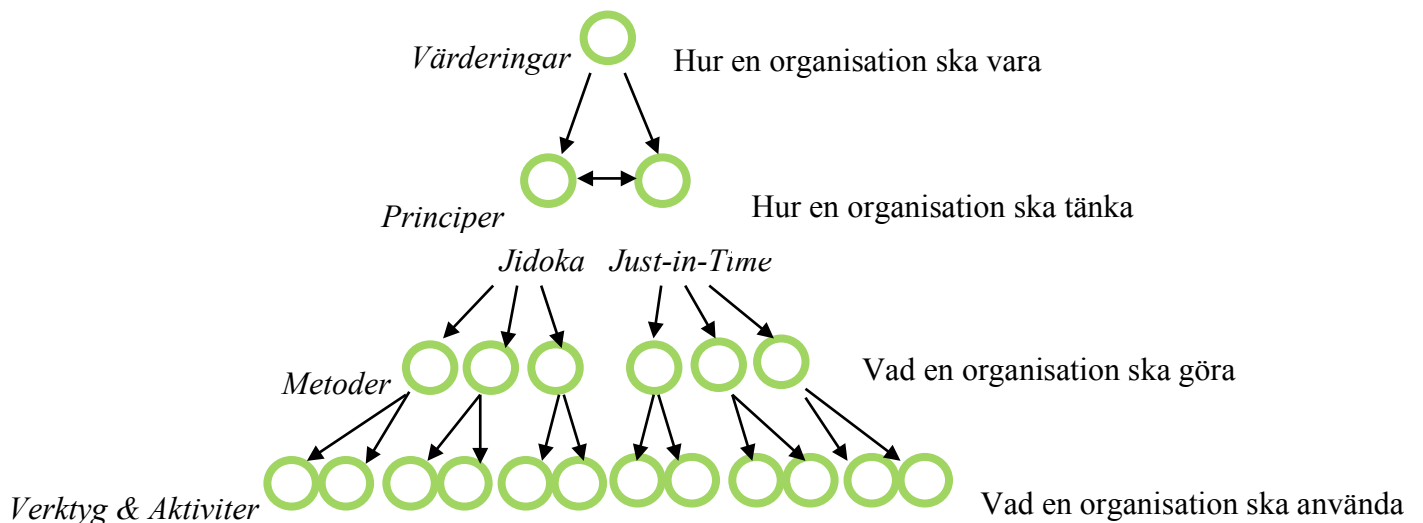 Värderingar
Hur en organisation ska vara
Principer
Hur en organisation ska tänka
Jidoka
Just-in-Time
Metoder
Vad en organisation ska göra
Verktyg & Aktiviter
Vad en organisation ska använda